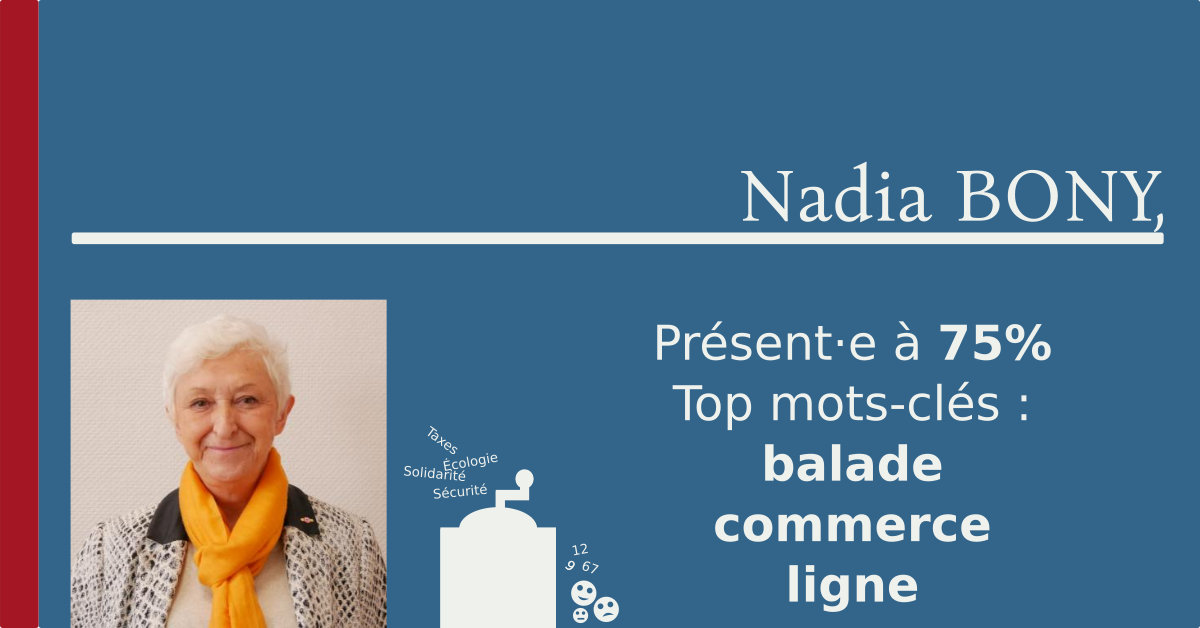 Nadia BONY,
Présent·e à 75%
Top mots-clés :
balade
commerce
ligne
Taxes
Écologie
Solidarité
Sécurité
12
9 67